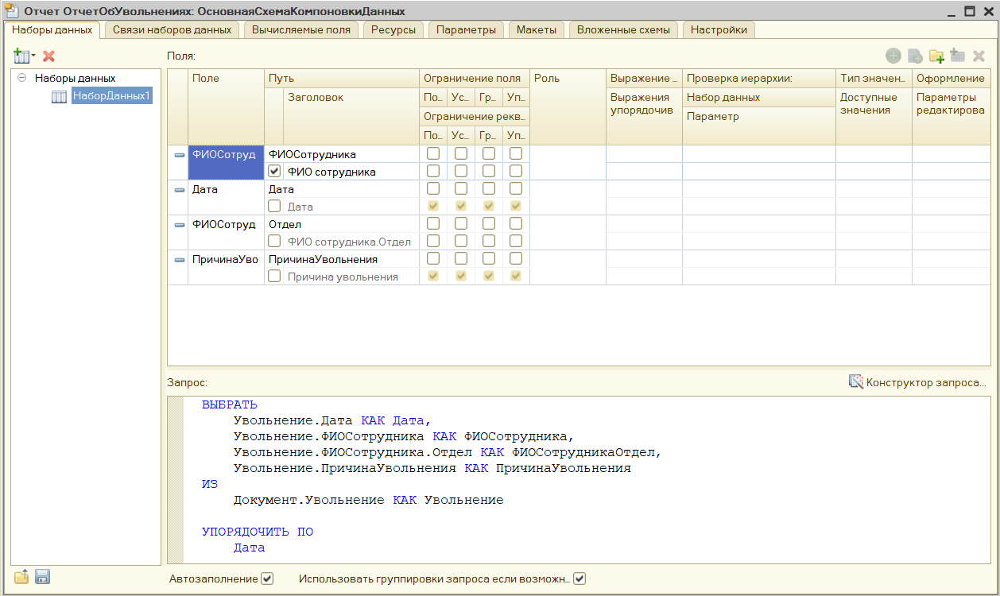 Отчет ОтчетОбУвольнениях: ОсновнаяСхемаКомпоновкиДанных
Наборы данных Связи наборов данных Вычисляемые поля Ресурсы Параметры Макеты Вложенные схемы Настройки
Поля:
Наборы данных
НаборДанных1
Поле Путь Ограничение поля Роль Выражение .. Проверка иерархии: Тип значен.. Оформление
Заголовок По.. Ус... Гр... Уп.. Выражения упорядочив Набор данных Доступные значения Параметры редактирова
Ограничение рекв..
Параметр
По.. Ус... Гр... Уп..
ФИОСотруд ФИОСотрудника
ФИО сотрудника
Дата Дата
Дата
ФИОСотруд Отдел
ФИО сотрудника.Отдел
ПричинаУво ПричинаУвольнения
Причина увольнения
Запрос:
Конструктор запроса...
ВЫБРАТЬ
Увольнение.Дата КАК Дата,
Увольнение.ФИОСотрудника КАК ФИОСотрудника,
Увольнение.ФИОСотрудника.Отдел КАК ФИОСотрудникаОтдел,
Увольнение.ПричинаУвольнения КАК ПричинаУвольнения
ИЗ
Документ.Увольнение КАК Увольнение
УПОРЯДОЧИТЬ ПО
Дата
Автозаполнение Использовать группировки запроса если возможн..